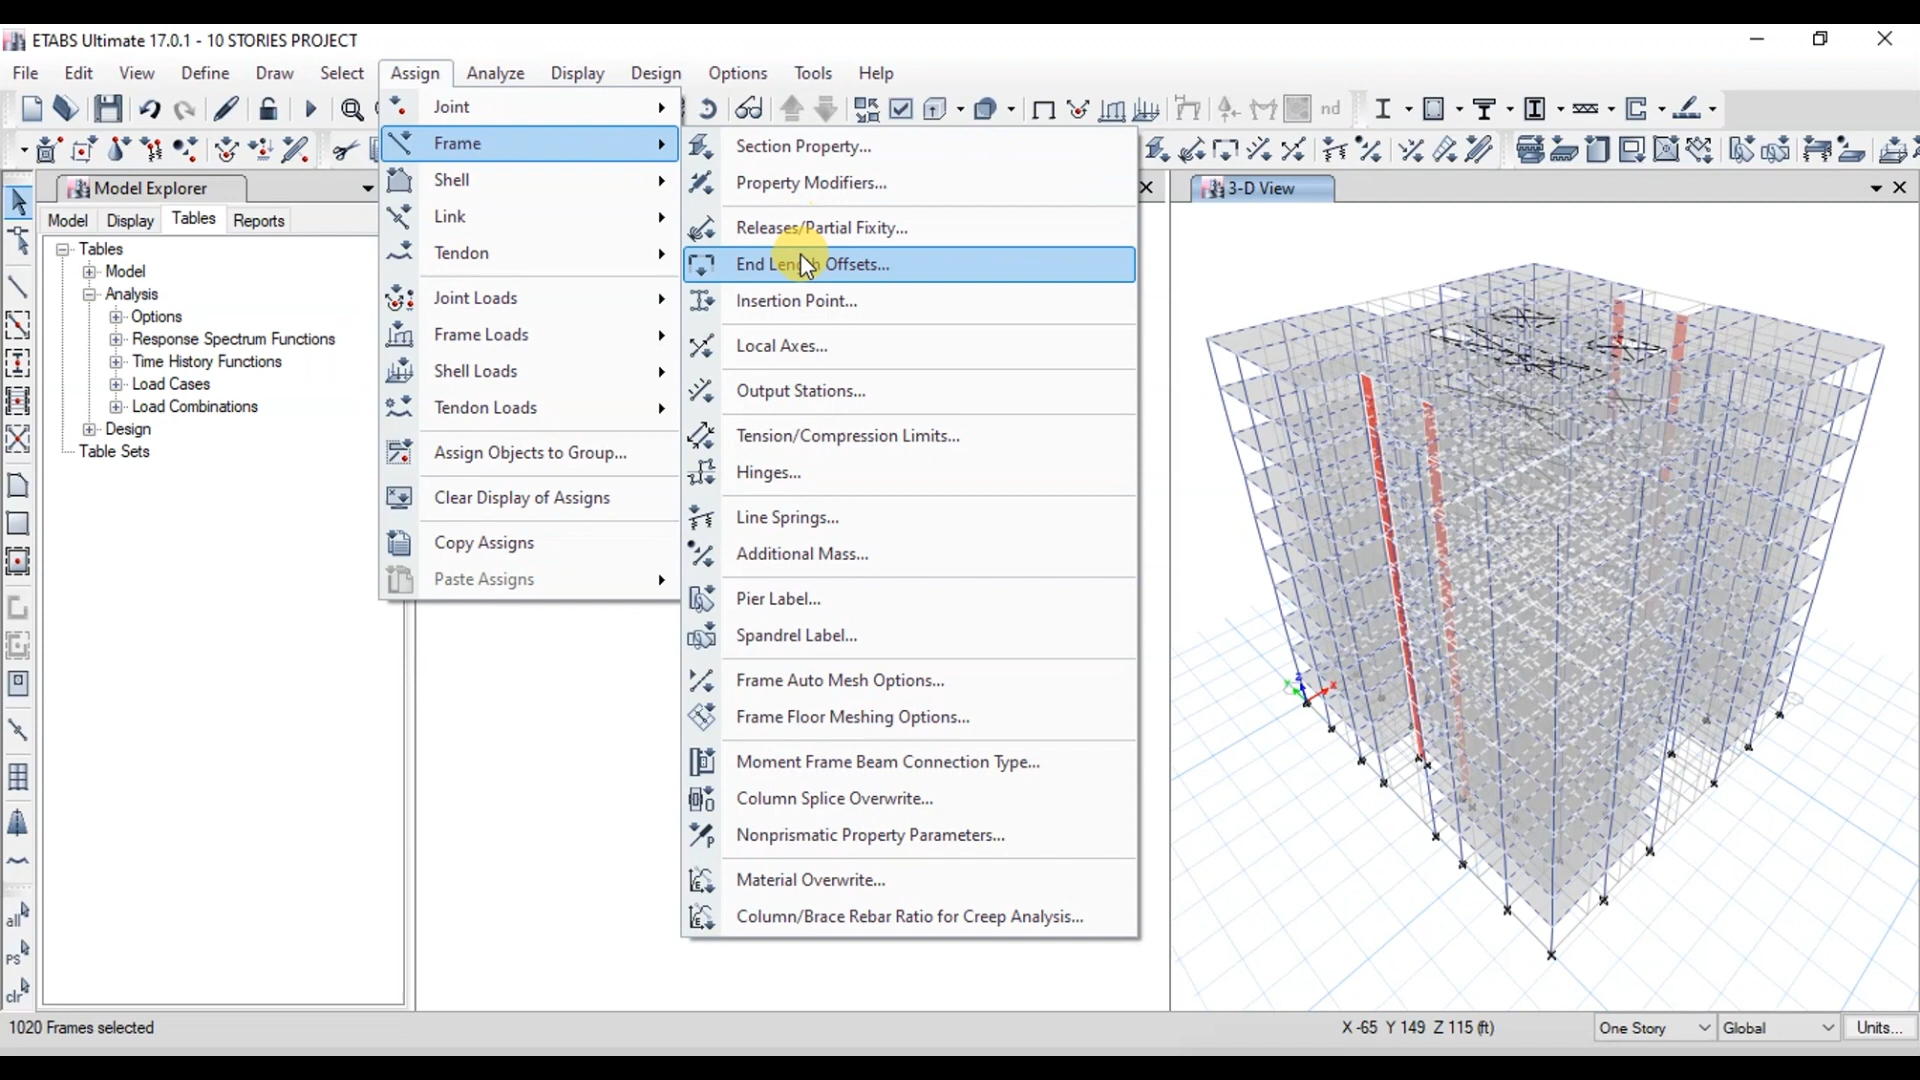 ETABS Ultimate 17.0.1 - 10 STORIES PROJECT
File Edit View Define Draw Select Assign Analyze Display Design Options Tools Help
nd
Model Explorer
Model Display Tables Reports
Tables
Model
Analysis
Options
Response Spectrum Functions
Time History Functions
Load Cases
Load Combinations
Design
Table Sets
all
PS
clr
Joint
Frame
Shell
Link
Tendon
Joint Loads
Frame Loads
Shell Loads
Tendon Loads
Assign Objects to Group...
Clear Display of Assigns
Copy Assigns
Paste Assigns
Section Property...
Property Modifiers...
Releases/Partial Fixity...
End Length Offsets...
Insertion Point...
Local Axes...
Output Stations...
Tension/Compression Limits...
Hinges...
Line Springs...
Additional Mass...
Pier Label...
Spandrel Label...
Frame Auto Mesh Options...
Frame Floor Meshing Options...
Moment Frame Beam Connection Type...
Column Splice Overwrite...
Nonprismatic Property Parameters...
Material Overwrite...
Column/Brace Rebar Ratio for Creep Analysis...
3-D View
Z
Y X
1020 Frames selected
X -65 Y 149 Z 115 (ft)
One Story
Global
Units...